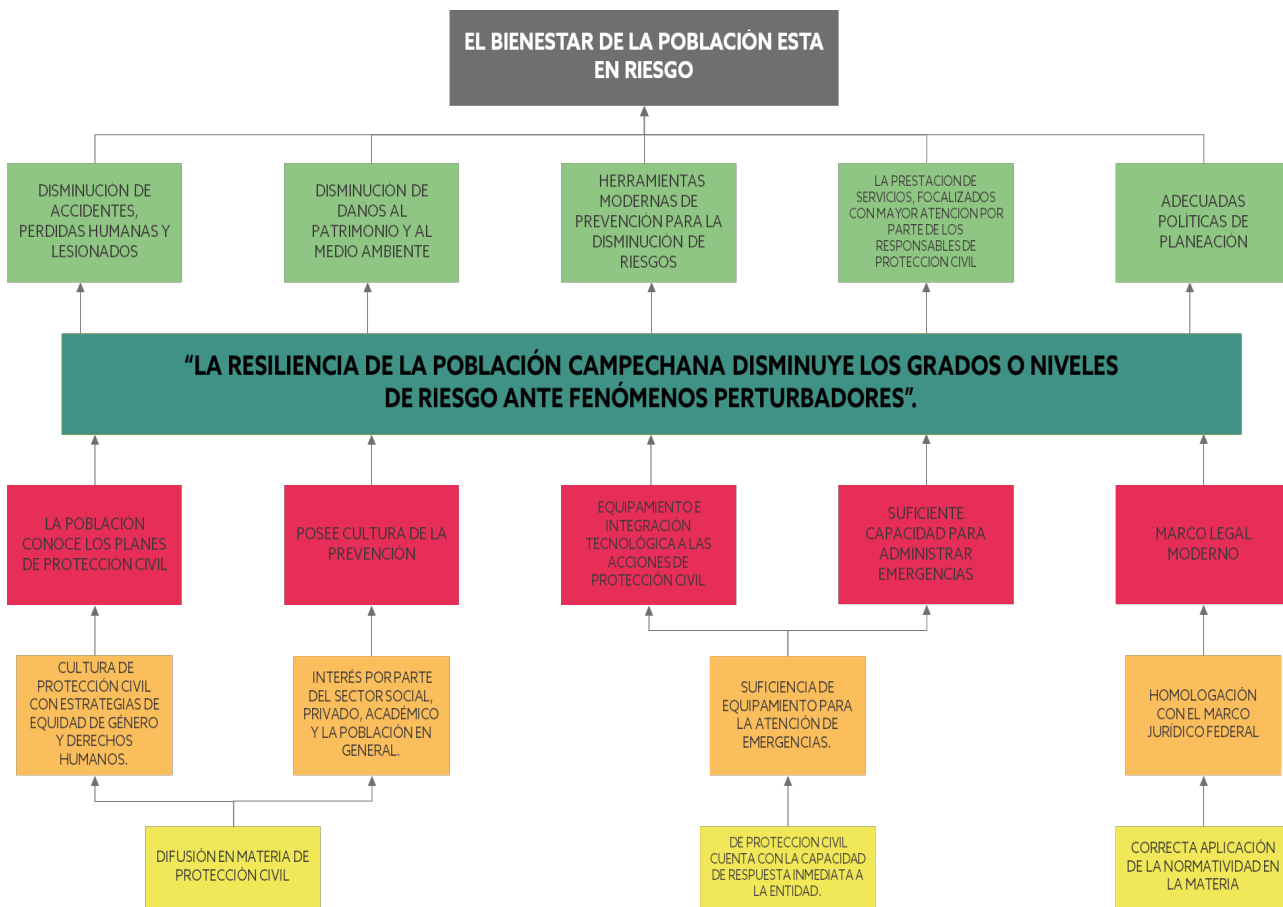 EL BIENESTAR DE LA POBLACIÓN ESTA
EN RIESGO
DISMINUCIÓN DE
ACCIDENTES,
PERDIDAS HUMANAS Y
LESIONADOS
DISMINUCIÓN DE
DANOS AL
PATRIMONIO Y AL
MEDIO AMBIENTE
HERRAMIENTAS
MODERNAS DE
PREVENCIÓN PARA LA
DISMINUCIÓN DE
RIESGOS
LA PRESTACION DE
SERVICIOS, FOCALIZADOS
CON MAYOR ATENCION POR
PARTE DE LOS
RESPONSABLES DE
PROTECCION CIVIL
ADECUADAS
POLÍTICAS DE
PLANEACIÓN
“LA RESILIENCIA DE LA POBLACIÓN CAMPECHANA DISMINUYE LOS GRADOS O NIVELES
DE RIESGO ANTE FENÓMENOS PERTURBADORES”.
LA POBLACIÓN
CONOCE LOS PLANES
DE PROTECCIÓN CIVIL
POSEE CULTURA DE LA
PREVENCIÓN
EQUIPAMIENTO E
INTEGRACIÓN
TECNOLÓGICA A LAS
ACCIONES DE
PROTECCIÓN CIVIL
SUFICIENTE
CAPACIDAD PARA
ADMINISTRAR
EMERGENCIAS
MARCO LEGAL
MODERNO
CULTURA DE
PROTECCIÓN CIVIL
CON ESTRATEGIAS DE
EQUIDAD DE GÉNERO
Y DERECHOS
HUMANOS.
INTERÉS POR PARTE
DEL SECTOR SOCIAL,
PRIVADO, ACADÉMICO
Y LA POBLACIÓN EN
GENERAL.
SUFICIENCIA DE
EQUIPAMIENTO PARA
LA ATENCIÓN DE
EMERGENCIAS.
HOMOLOGACIÓN
CON EL MARCO
JURÍDICO FEDERAL
DIFUSIÓN EN MATERIA DE
PROTECCIÓN CIVIL
DE PROTECCION CIVIL
CUENTA CON LA CAPACIDAD
DE RESPUESTA INMEDIATA A
LA ENTIDAD.
CORRECTA APLICACIÓN
DE LA NORMATIVIDAD EN
LA MATERIA